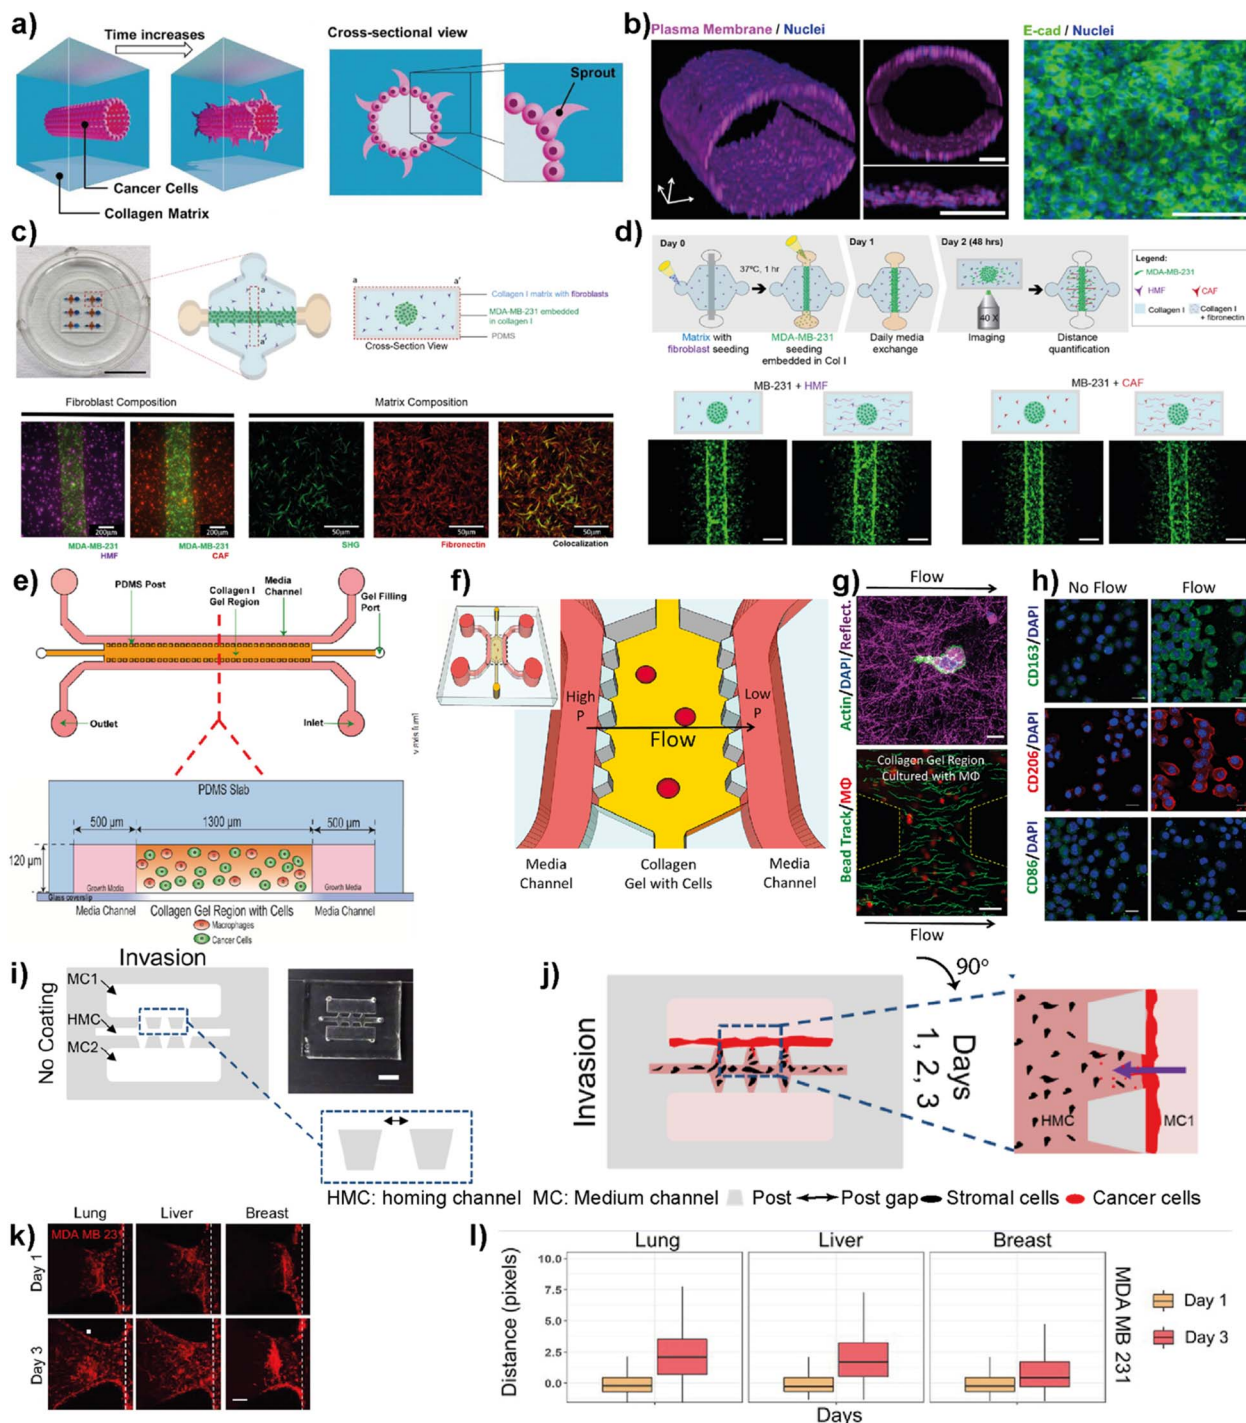 a)
Time increases
Cancer Cells
Collagen Matrix
Cross-sectional view
Sprout
b)
Plasma Membrane / Nuclei
E-cad / Nuclei
c)
a
a'
a
a'
Cross-Section View
Collagen I matrix with fibroblasts
MDA-MB-231 embedded
in collagen I
PDMS
Fibroblast Composition
Matrix Composition
200µm
200µm
50µm
50µm
50µm
MDA-MB-231
HMF
MDA-MB-231
CAF
SHG
Fibronectin
Colocalization
d)
Day 0
Day 1
Day 2 (48 hrs)
37ºC, 1 hr
40 X
Matrix with
fibroblast seeding
MDA-MB-231
seeding
embedded in Col I
Daily media
exchange
Imaging
Distance
quantification
Legend:
MDA-MB-231
HMF
CAF
Collagen I
Collagen I
+ fibronectin
MB-231 + HMF
MB-231 + CAF
e)
PDMS Post
Collagen I
Gel Region
Media
Channel
Gel Filling
Port
Outlet
Inlet
PDMS Slab
500 µm
1300 µm
500 µm
120 µm
Growth Media
Growth Media
Glass coverslip
Media Channel
Collagen Gel Region with Cells
Media Channel
Macrophages
Cancer Cells
f)
High
P
Low
P
Flow
Media
Channel
Collagen
Gel with Cells
Media
Channel
g)
Flow
Actin/DAPI/Reflect.
Collagen Gel Region
Cultured with MΦ
Bead Track/MΦ
Flow
h)
No Flow
Flow
CD163/DAPI
CD206/DAPI
CD86/DAPI
i)
Invasion
No Coating
MC1
HMC
MC2
j)
Invasion
90°
Days
1, 2, 3
HMC
MC1
HMC: homing channel MC: Medium channel Post Post gap Stromal cells Cancer cells
k)
Lung
Liver
Breast
MDA MB 231
Day 1
Day 3
l)
Lung
Liver
Breast
Distance (pixels)
10.0
7.5
5.0
2.5
0.0
Days
MDA MB 231
Day 1
Day 3